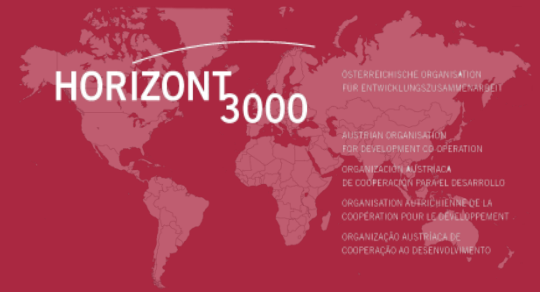 HORIZONT
3000
ÖSTERREICHISCHE ORGANISATION
FÜR ENTWICKLUNGSZUSAMMENARBEIT
AUSTRIAN ORGANISATION
FOR DEVELOPMENT CO-OPERATION
ORGANIZACIÓN AUSTRIACA
DE COOPERACIÓN PARA EL DESARROLLO
ORGANISATION AUTRICHIENNE DE LA
COOPÉRATION POUR LE DÉVELOPPEMENT
ORGANIZAÇÃO AUSTRÍACA DE
COOPERAÇÃO AO DESENVOLVIMENTO